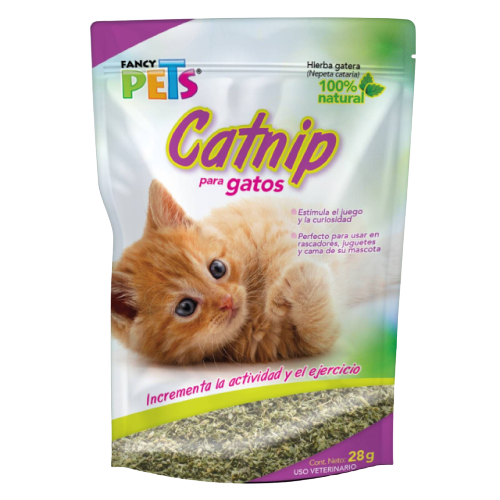 FANCY
PETS®
Hierba gatera
(Nepeta cataria)
100%
natural
Catnip
para gatos
Estimula el juego
y la curiosidad
Perfecto para usar en
rascadores, juguetes
y cama de su mascota
Incrementa la actividad y el ejercicio
Cont. Neto: 28g
USO VETERINARIO